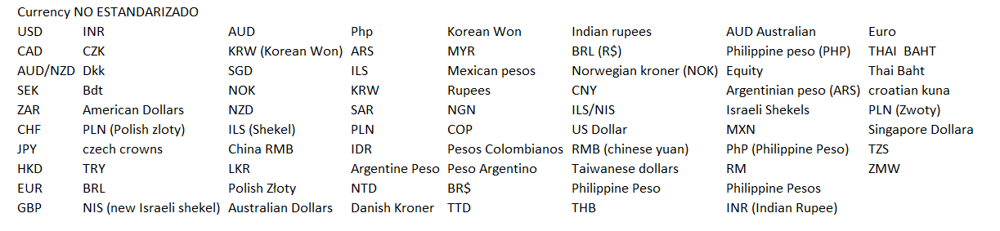 Currency NO ESTANDARIZADO
USD INR AUD Php Korean Won Indian rupees AUD Australian Euro
CAD CZK KRW (Korean Won) ARS MYR BRL (R$) Philippine peso (PHP) THAI  BAHT
AUD/NZD Dkk SGD ILS Mexican pesos Norwegian kroner (NOK) Equity Thai Baht
SEK Bdt NOK KRW Rupees CNY Argentinian peso (ARS) croatian kuna
ZAR American Dollars NZD SAR NGN ILS/NIS Israeli Shekels PLN (Zwoty)
CHF PLN (Polish zloty) ILS (Shekel) PLN COP US Dollar MXN Singapore Dollara
JPY czech crowns China RMB IDR Pesos Colombianos RMB (chinese yuan) PhP (Philippine Peso) TZS
HKD TRY LKR Argentine Peso Peso Argentino Taiwanese dollars RM ZMW
EUR BRL Polish Złoty NTD BR$ Philippine Peso Philippine Pesos
GBP NIS (new Israeli shekel) Australian Dollars Danish Kroner TTD THB INR (Indian Rupee)